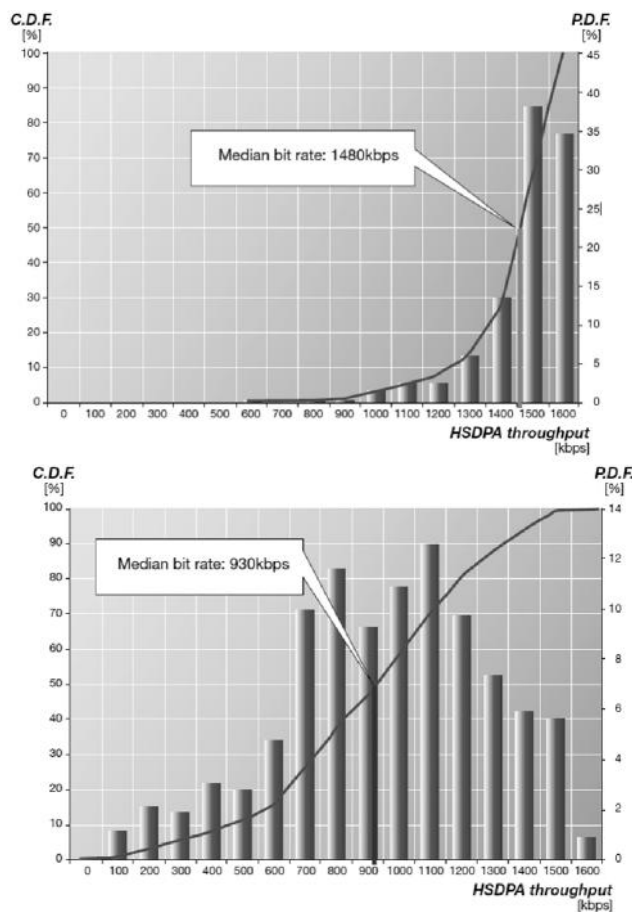 C.D.F. P.D.F.
[%] [%]
100 45
90 40
80 35
70 30
60 25
50 20
40 15
30 10
20 5
10 0
0
Median bit rate: 1480kbps
0 100 200 300 400 500 600 700 800 900 1000 1100 1200 1300 1400 1500 1600
HSDPA throughput
[kbps]
C.D.F. P.D.F.
[%] [%]
100 14
90 12
80 10
70 8
60 6
50 4
40 2
30 0
20
10
0
Median bit rate: 930kbps
0 100 200 300 400 500 600 700 800 900 1000 1100 1200 1300 1400 1500 1600
HSDPA throughput
[kbps]